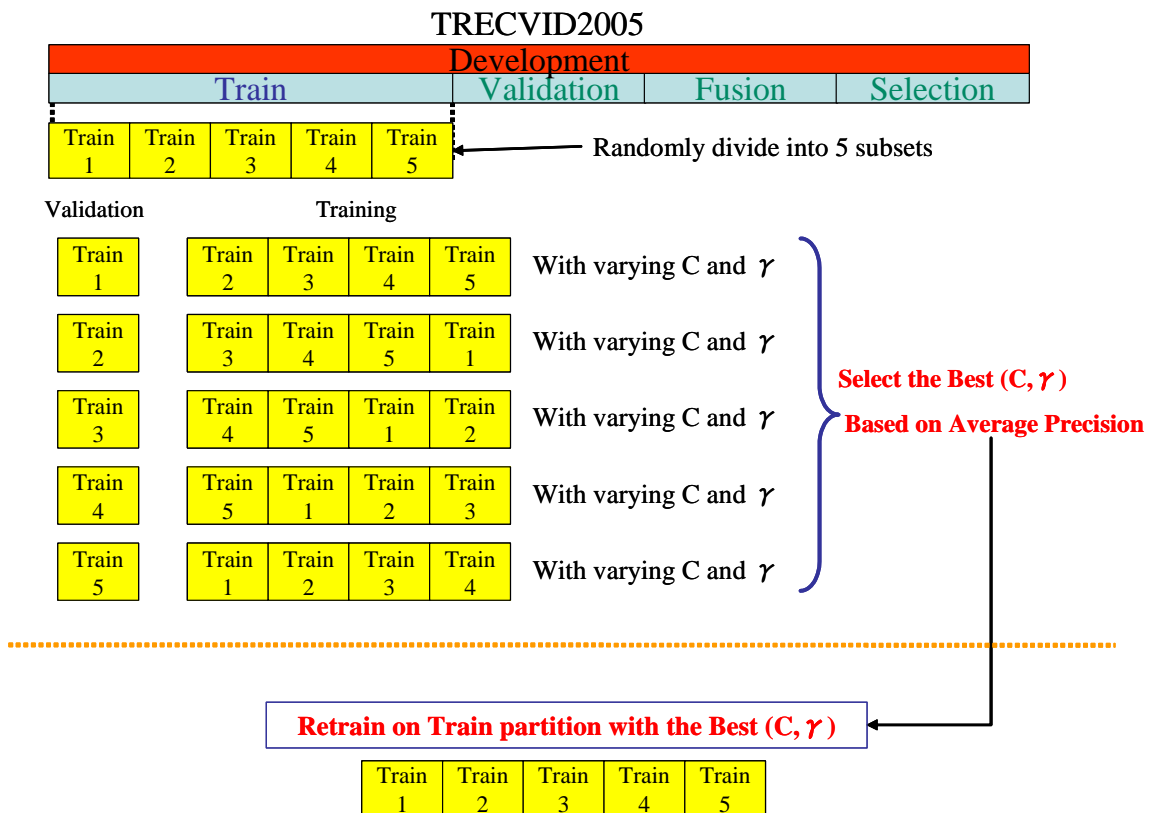 TRECVID2005
Development
Train Validation Fusion Selection
Train Train Train Train Train
1 2 3 4 5
Randomly divide into 5 subsets
Validation Training
Train Train Train Train Train
1 2 3 4 5
With varying C and γ
Train Train Train Train Train
2 3 4 5 1
With varying C and γ
Train Train Train Train Train
3 4 5 1 2
With varying C and γ
Train Train Train Train Train
4 5 1 2 3
With varying C and γ
Train Train Train Train Train
5 1 2 3 4
With varying C and γ
Select the Best (C, γ)
Based on Average Precision
Retrain on Train partition with the Best (C, γ)
Train Train Train Train Train
1 2 3 4 5